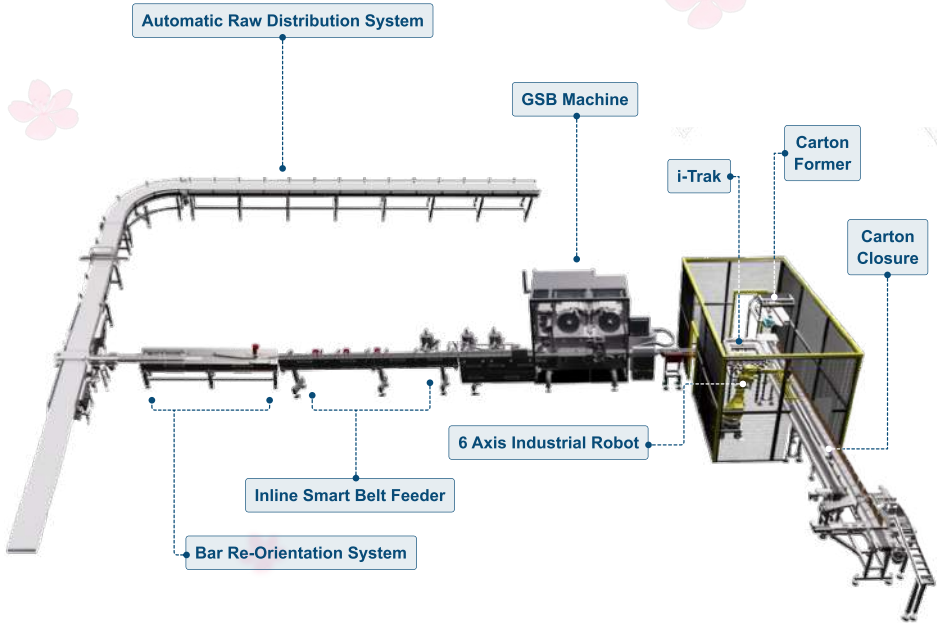 Automatic Raw Distribution System
GSB Machine
Carton
Former
i-Trak
Carton
Closure
6 Axis Industrial Robot
Inline Smart Belt Feeder
Bar Re-Orientation System